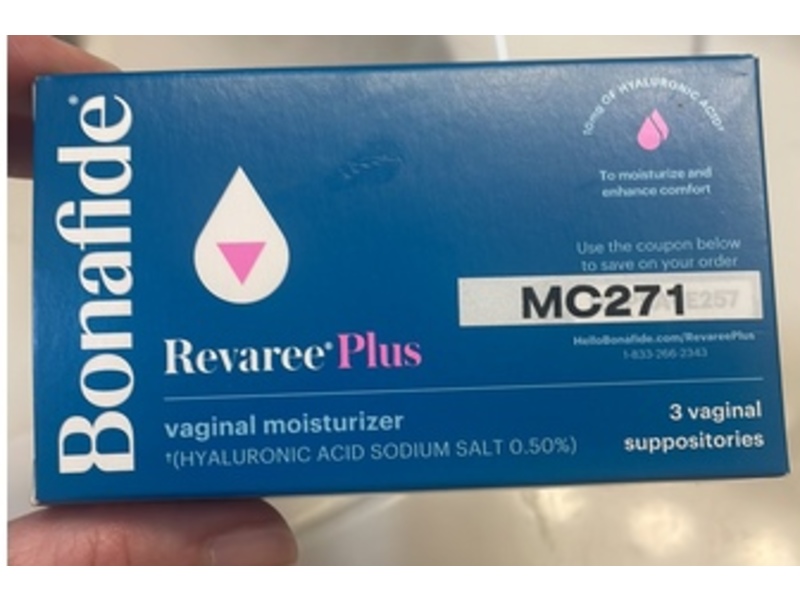 Bonafide®
10mg OF HYALURONIC ACID†
To moisturize and
enhance comfort
Use the coupon below
to save on your order
MC271
HelloBonafide.com/RevareePlus
1-833-266-2343
Revaree® Plus
vaginal moisturizer
†(HYALURONIC ACID SODIUM SALT 0.50%)
3 vaginal
suppositories